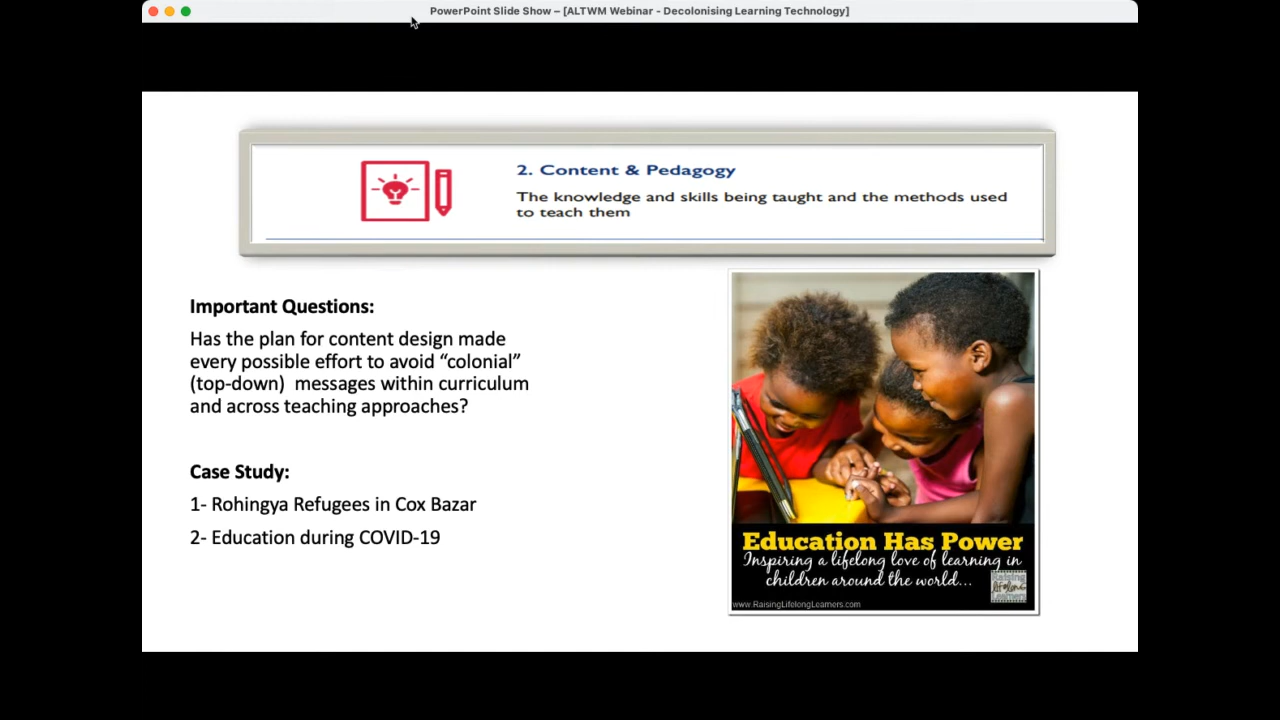 PowerPoint Slide Show – [ALTWM Webinar - Decolonising Learning Technology]
2. Content & Pedagogy
The knowledge and skills being taught and the methods used
to teach them
Important Questions:
Has the plan for content design made
every possible effort to avoid “colonial”
(top-down)  messages within curriculum
and across teaching approaches?
Case Study:
1- Rohingya Refugees in Cox Bazar
2- Education during COVID-19
Education Has Power
Inspiring a lifelong love of learning in
children around the world...
Raising
lifelong
Learners
www.RaisingLifelongLearners.com